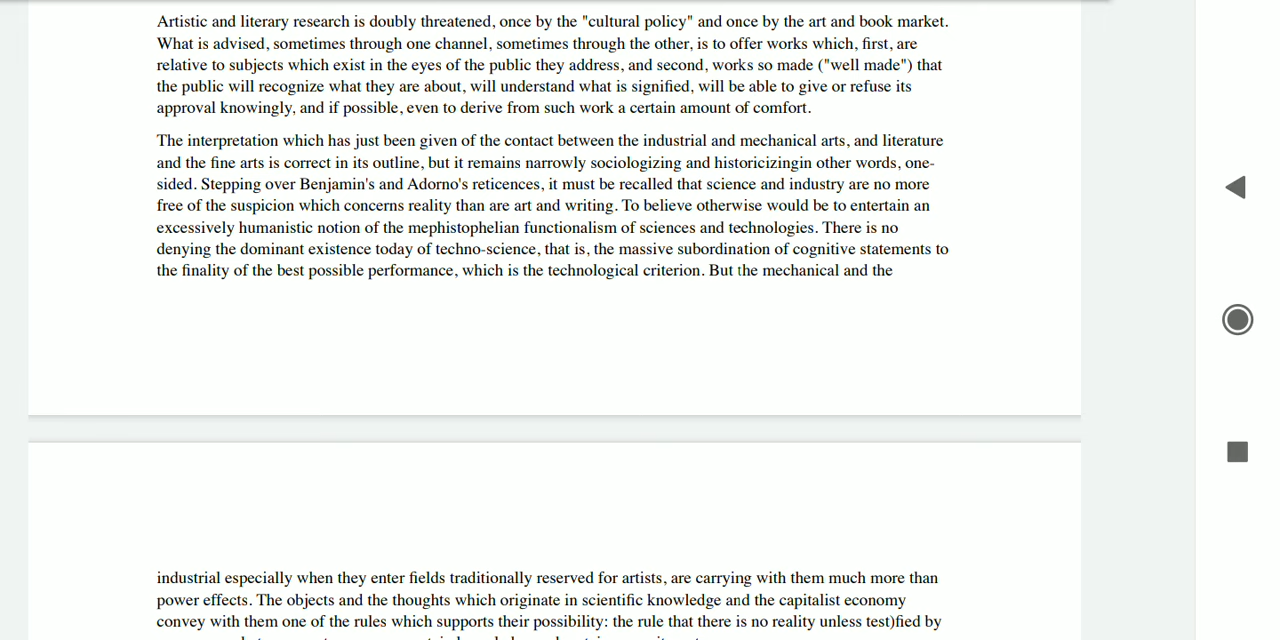 Artistic and literary research is doubly threatened, once by the "cultural policy" and once by the art and book market.
What is advised, sometimes through one channel, sometimes through the other, is to offer works which, first, are
relative to subjects which exist in the eyes of the public they address, and second, works so made ("well made") that
the public will recognize what they are about, will understand what is signified, will be able to give or refuse its
approval knowingly, and if possible, even to derive from such work a certain amount of comfort.
The interpretation which has just been given of the contact between the industrial and mechanical arts, and literature
and the fine arts is correct in its outline, but it remains narrowly sociologizing and historicizingin other words, one-
sided. Stepping over Benjamin's and Adorno's reticences, it must be recalled that science and industry are no more
free of the suspicion which concerns reality than are art and writing. To believe otherwise would be to entertain an
excessively humanistic notion of the mephistophelian functionalism of sciences and technologies. There is no
denying the dominant existence today of techno-science, that is, the massive subordination of cognitive statements to
the finality of the best possible performance, which is the technological criterion. But the mechanical and the
industrial especially when they enter fields traditionally reserved for artists, are carrying with them much more than
power effects. The objects and the thoughts which originate in scientific knowledge and the capitalist economy
convey with them one of the rules which supports their possibility: the rule that there is no reality unless test)fied by